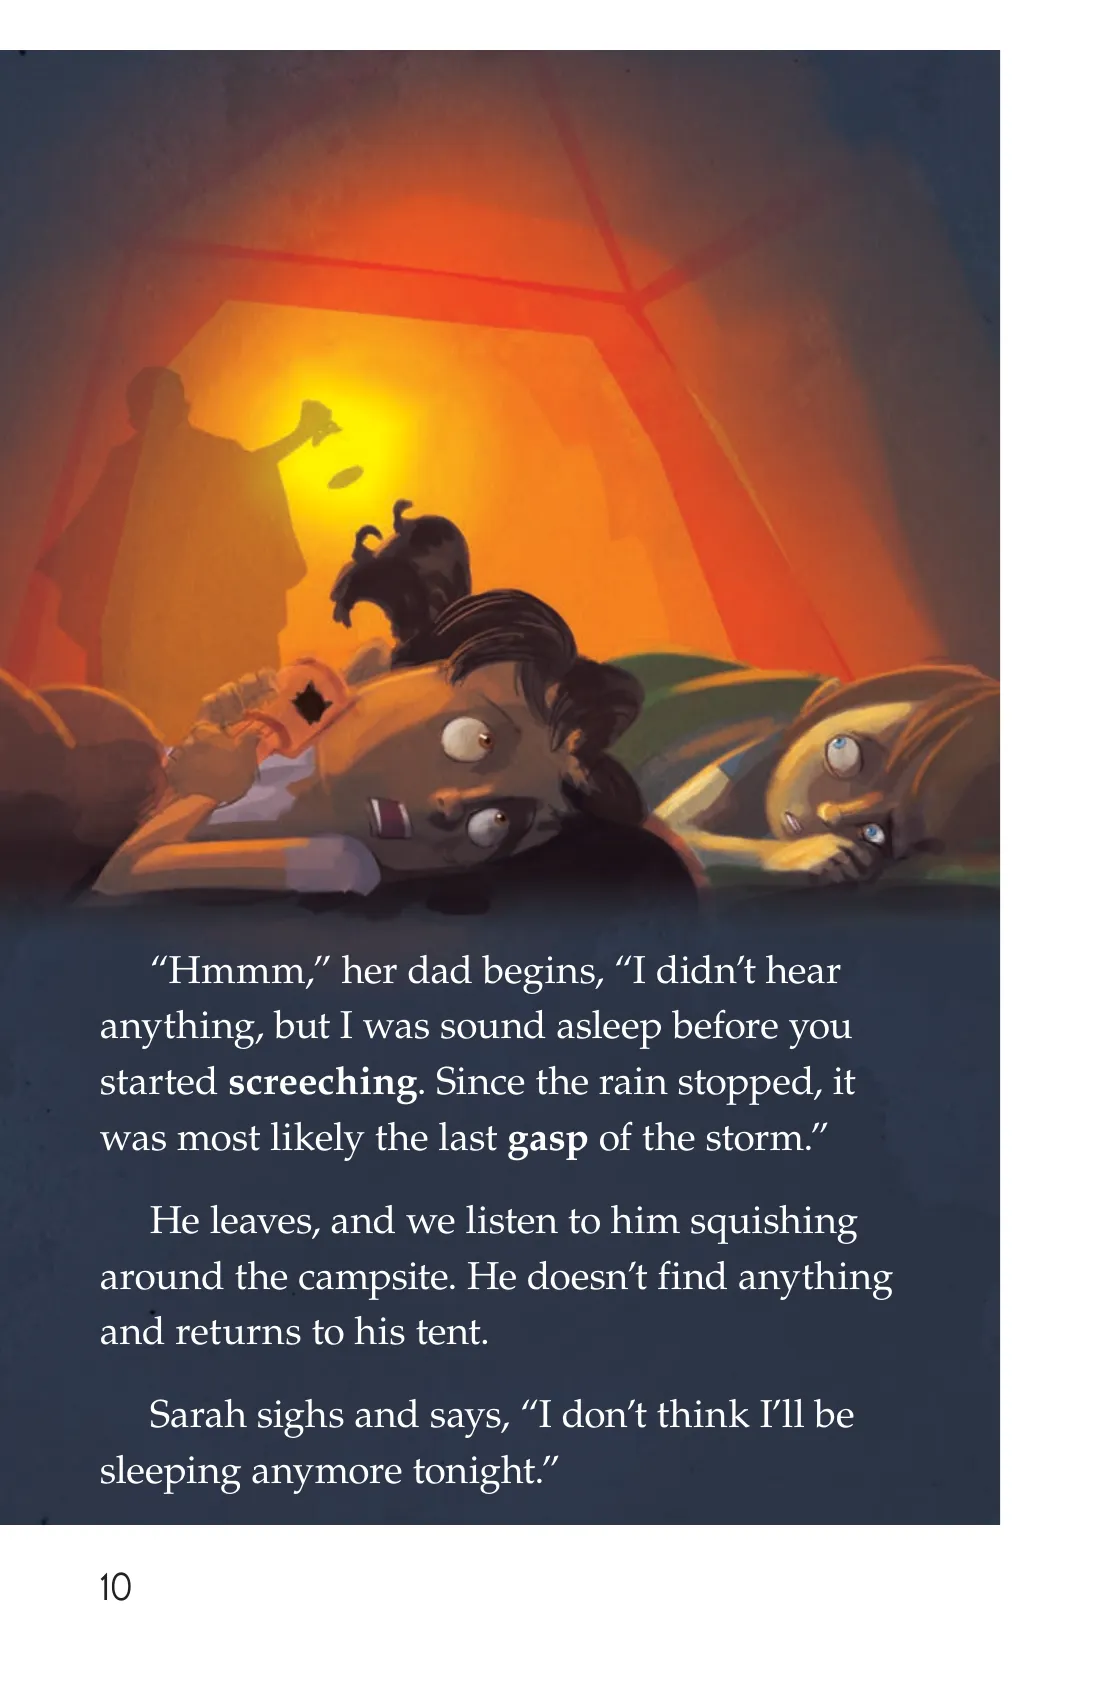 “Hmmm,” her dad begins, “I didn’t hear
anything, but I was sound asleep before you
started screeching. Since the rain stopped, it
was most likely the last gasp of the storm.”
He leaves, and we listen to him squishing
around the campsite. He doesn’t find anything
and returns to his tent.
Sarah sighs and says, “I don’t think I’ll be
sleeping anymore tonight.”
10